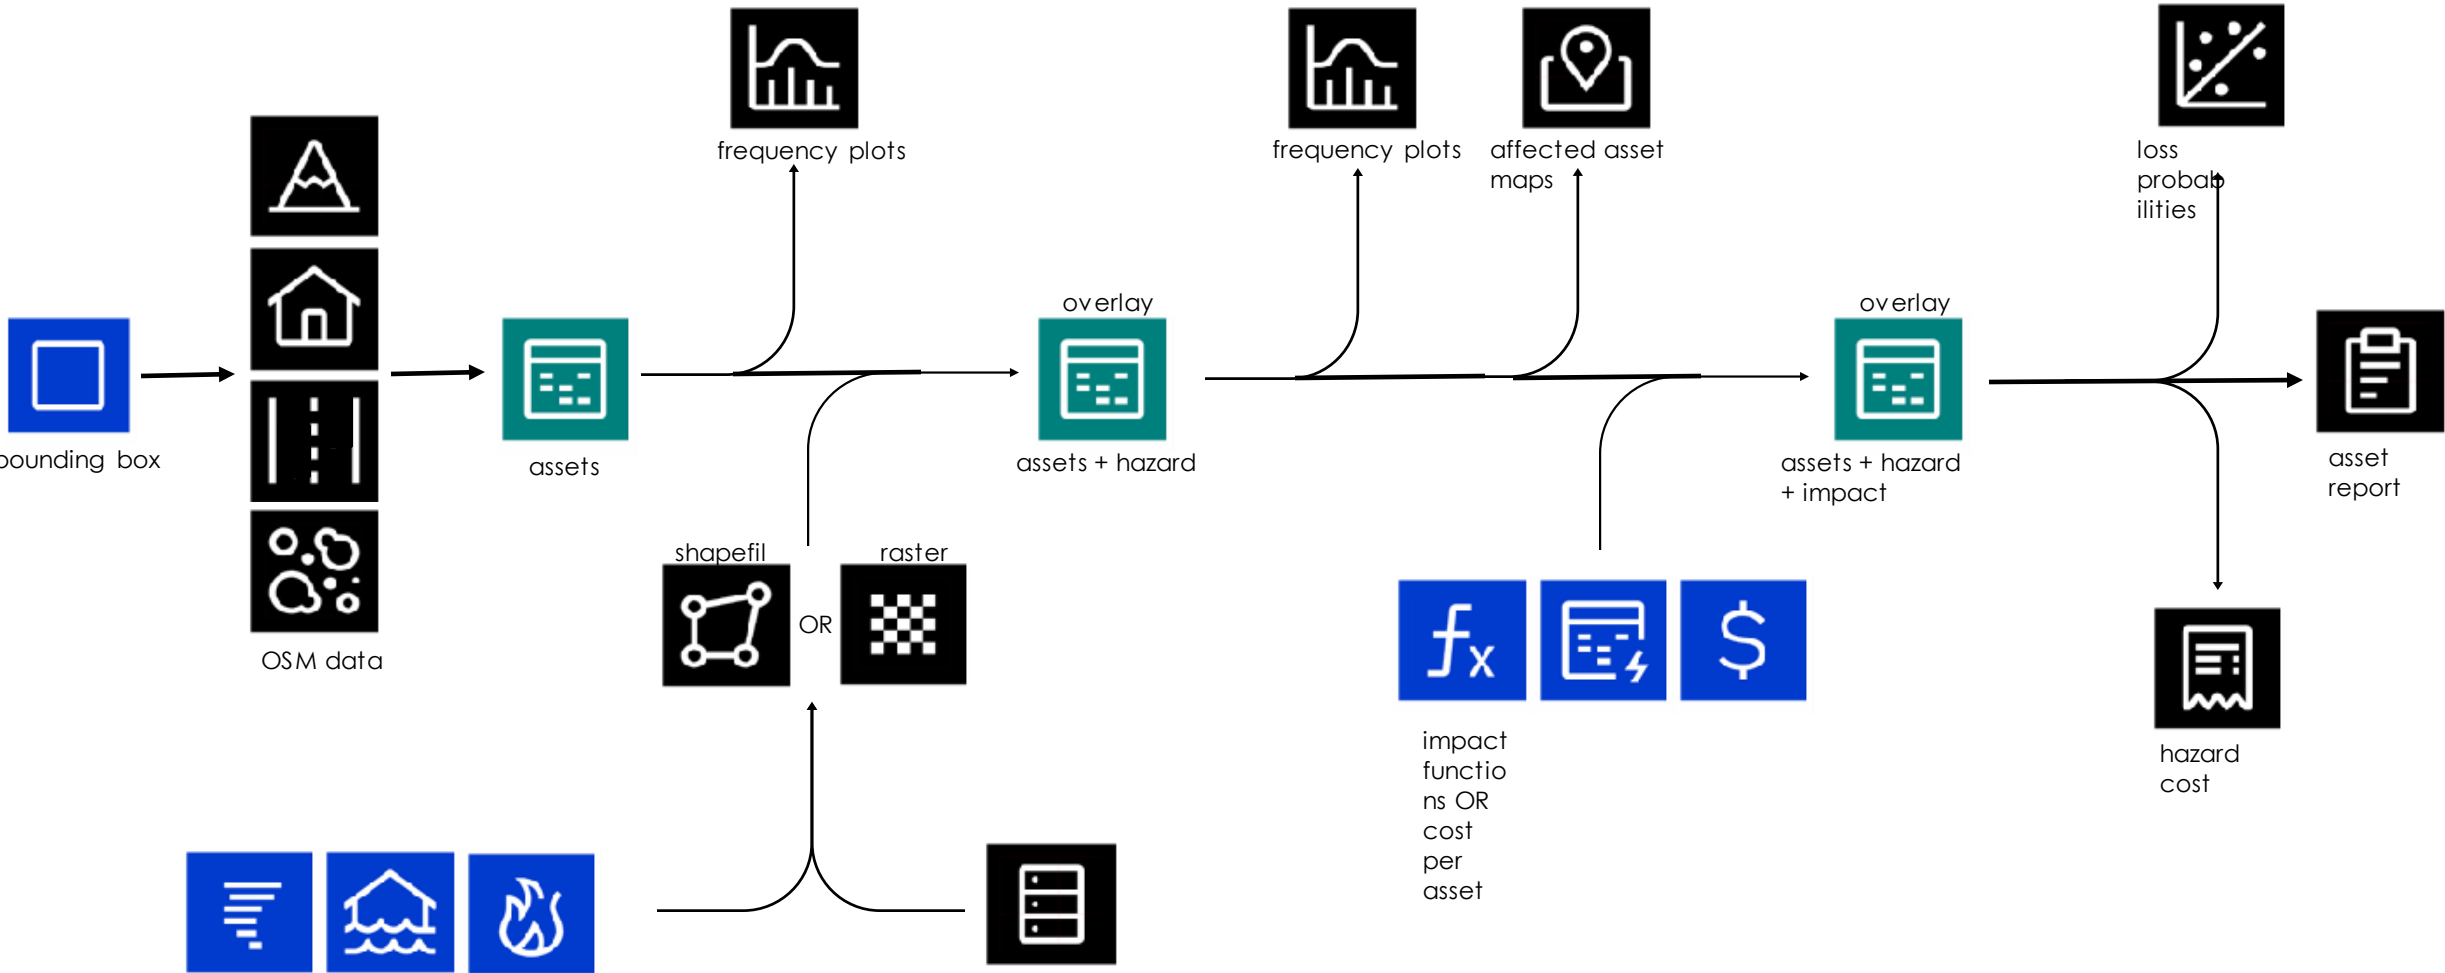 frequency plots
frequency plots
affected asset
maps
loss
probab
ilities
overlay
overlay
bounding box
assets
assets + hazard
assets + hazard
+ impact
asset
report
shapefil
raster
OR
OSM data
fx
$
impact
functio
ns OR
cost
per
asset
hazard
cost